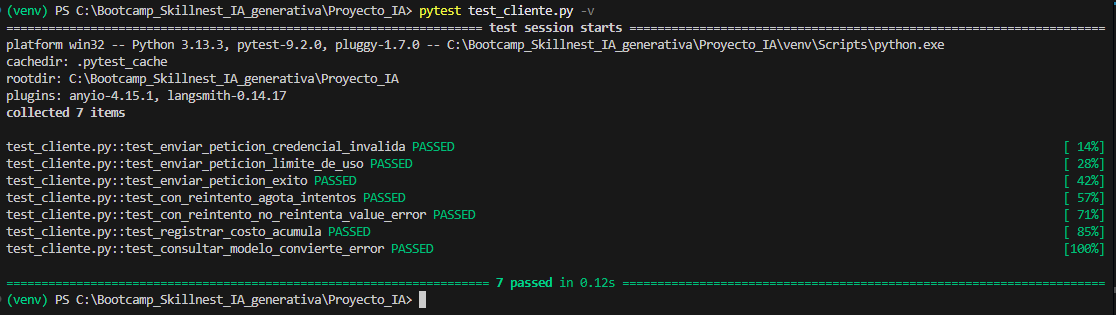 (venv) PS C:\Bootcamp_Skillnest_IA_generativa\Proyecto_IA> pytest test_cliente.py -v
============================= test session starts =============================
platform win32 -- Python 3.13.3, pytest-9.2.0, pluggy-1.7.0 -- C:\Bootcamp_Skillnest_IA_generativa\Proyecto_IA\venv\Scripts\python.exe
cachedir: .pytest_cache
rootdir: C:\Bootcamp_Skillnest_IA_generativa\Proyecto_IA
plugins: anyio-4.15.1, langsmith-0.14.17
collected 7 items
test_cliente.py::test_enviar_peticion_credencial_invalida PASSED [ 14%]
test_cliente.py::test_enviar_peticion_limite_de_uso PASSED [ 28%]
test_cliente.py::test_enviar_peticion_exito PASSED [ 42%]
test_cliente.py::test_con_reintento_agota_intentos PASSED [ 57%]
test_cliente.py::test_con_reintento_no_reintenta_value_error PASSED [ 71%]
test_cliente.py::test_registrar_costo_acumula PASSED [ 85%]
test_cliente.py::test_consultar_modelo_convierte_error PASSED [100%]
============================= 7 passed in 0.12s =============================
(venv) PS C:\Bootcamp_Skillnest_IA_generativa\Proyecto_IA>